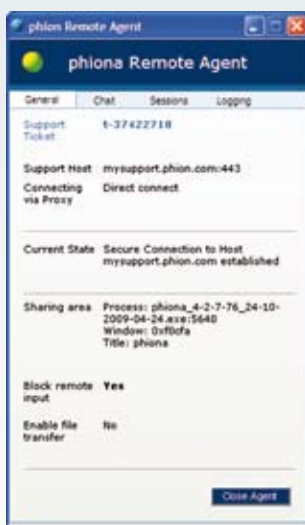 phion Remote Agent
phiona Remote Agent
General Chat Sessions Logging
Support Ticket t-37422718
Support Host mysupport.phion.com:443
Connecting via Proxy Direct connect
Current State Secure Connection to Host
mysupport.phion.com established
Sharing area Process: phiona_4-2-7-76_24-10-
2009-04-24.exe:5640
Window: 0xf0cfa
Title: phiona
Block remote input Yes
Enable file transfer No
Close Agent